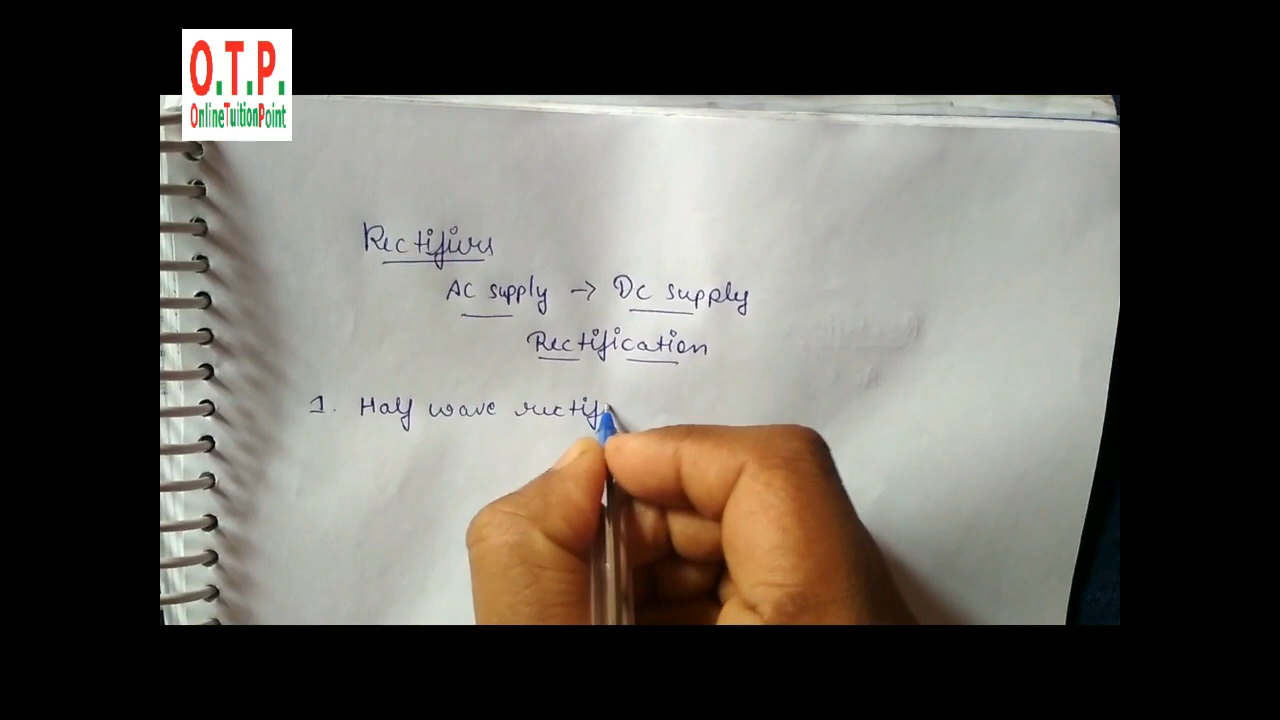 O.T.P.
OnlineTuitionPoint
Rectifiers
AC supply → DC supply
Rectification
1. Half wave rectif